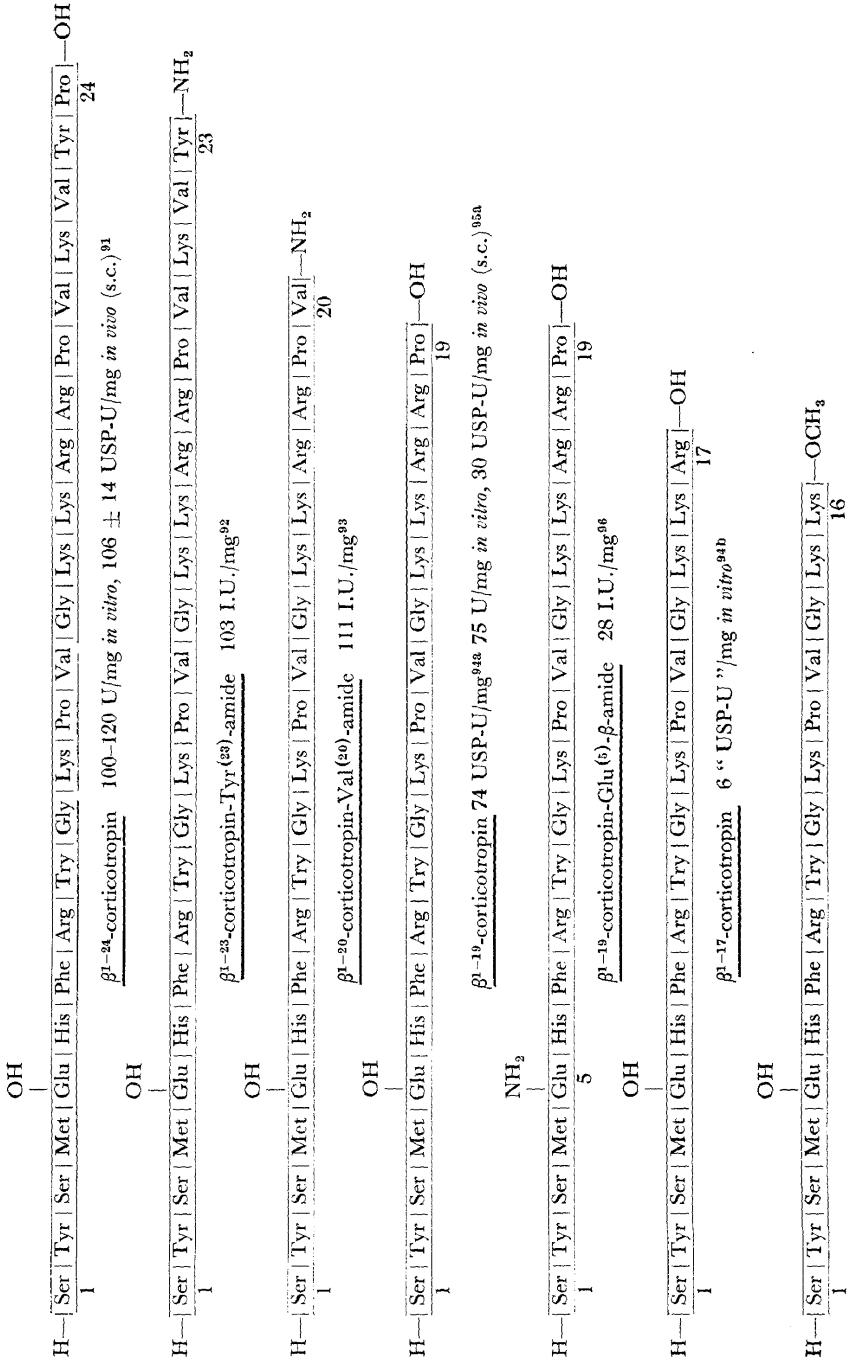 OH
H—| Ser | Tyr | Ser | Met | Glu | His | Phe | Arg | Try | Gly | Lys | Pro | Val | Gly | Lys | Lys | Arg | Arg | Pro | Val | Lys | Val | Tyr | Pro |—OH
1 24
β¹⁻²⁴-corticotropin 100–120 U/mg in vitro, 106 ± 14 USP-U/mg in vivo (s.c.)⁹¹
OH
H—| Ser | Tyr | Ser | Met | Glu | His | Phe | Arg | Try | Gly | Lys | Pro | Val | Gly | Lys | Lys | Arg | Arg | Pro | Val | Lys | Val | Tyr |—NH₂
1 23
β¹⁻²³-corticotropin-Tyr⁽²³⁾-amide 103 I.U./mg⁹²
OH
H—| Ser | Tyr | Ser | Met | Glu | His | Phe | Arg | Try | Gly | Lys | Pro | Val | Gly | Lys | Lys | Arg | Arg | Pro | Val |—NH₂
1 20
β¹⁻²⁰-corticotropin-Val⁽²⁰⁾-amide 111 I.U./mg⁹³
OH
H—| Ser | Tyr | Ser | Met | Glu | His | Phe | Arg | Try | Gly | Lys | Pro | Val | Gly | Lys | Lys | Arg | Arg | Pro |—OH
1 19
β¹⁻¹⁹-corticotropin 74 USP-U/mg⁹⁴ᵃ 75 U/mg in vitro, 30 USP-U/mg in vivo (s.c.)⁹⁵ᵃ
NH₂
H—| Ser | Tyr | Ser | Met | Glu | His | Phe | Arg | Try | Gly | Lys | Pro | Val | Gly | Lys | Lys | Arg | Arg | Pro |—OH
1 5 19
β¹⁻¹⁹-corticotropin-Glu⁽⁵⁾-β-amide 28 I.U./mg⁹⁶
OH
H—| Ser | Tyr | Ser | Met | Glu | His | Phe | Arg | Try | Gly | Lys | Pro | Val | Gly | Lys | Lys | Arg |—OH
1 17
β¹⁻¹⁷-corticotropin 6 “ USP-U ”/mg in vitro⁹⁴ᵇ
OH
H—| Ser | Tyr | Ser | Met | Glu | His | Phe | Arg | Try | Gly | Lys | Pro | Val | Gly | Lys | Lys |—OCH₃
1 16